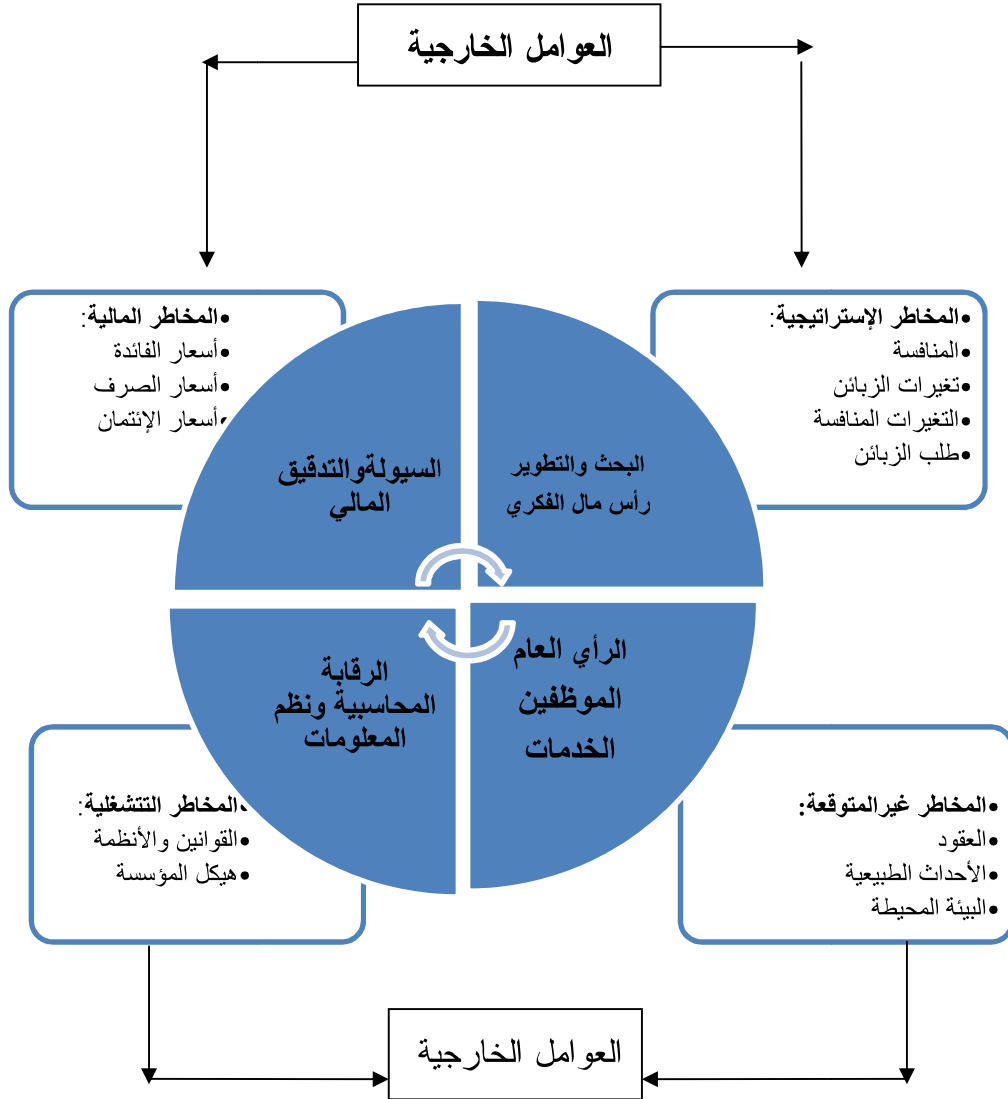 العوامل الخارجية
•المخاطر الإستراتيجية:
•المنافسة
•تغيرات الزبائن
•التغيرات المنافسة
•طلب الزبائن
•المخاطر المالية:
•أسعار الفائدة
•أسعار الصرف
•أسعار الإئتمان
البحث والتطوير
رأس مال الفكري
السيولةوالتدقيق
المالي
الرأي العام
الموظفين
الخدمات
الرقابة
المحاسبية ونظم
المعلومات
•المخاطر غيرالمتوقعة:
•العقود
•الأحداث الطبيعية
•البيئة المحيطة
•المخاطر التتشغلية:
•القوانين والأنظمة
•هيكل المؤسسة
العوامل الخارجية